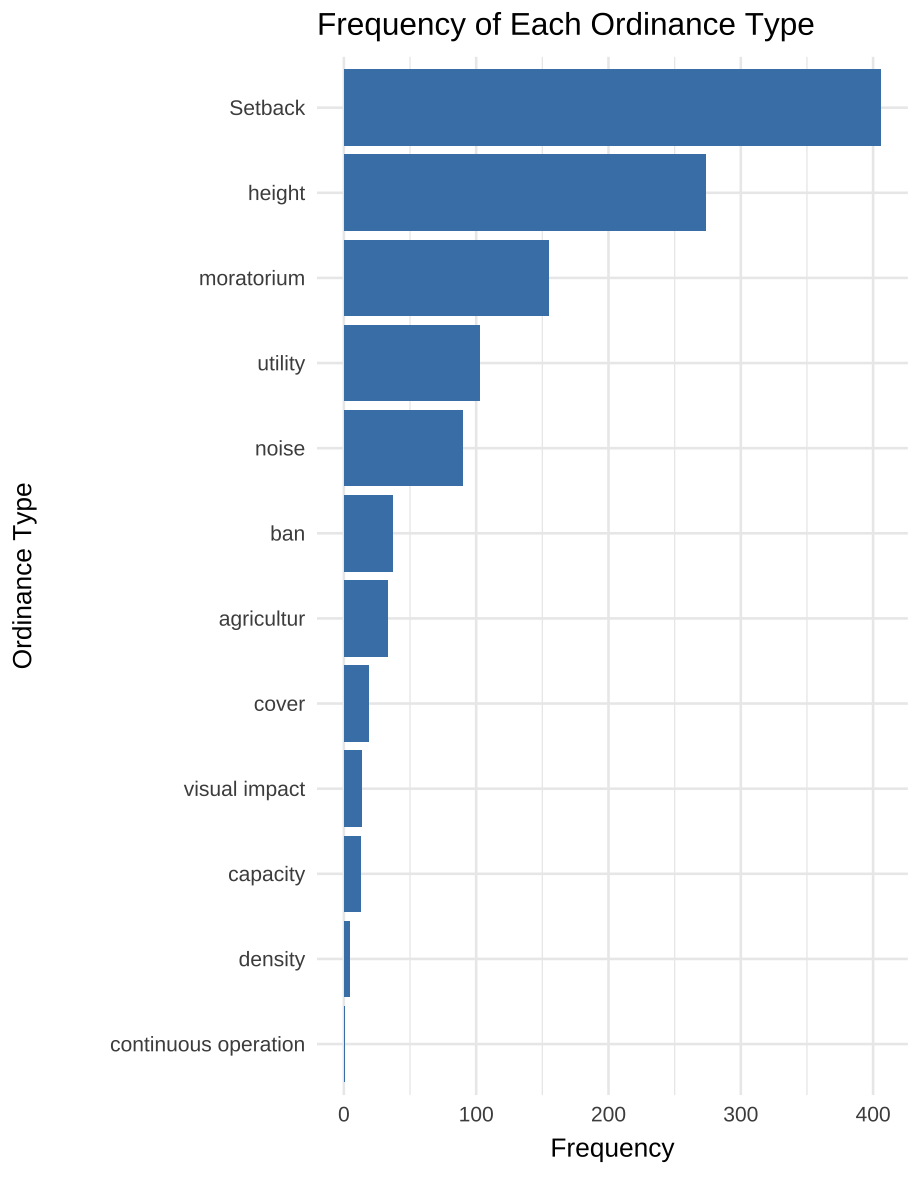 Frequency of Each Ordinance Type
Setback
height
moratorium
utility
noise
ban
agricultur
cover
visual impact
capacity
density
continuous operation
Ordinance Type
0 100 200 300 400
Frequency